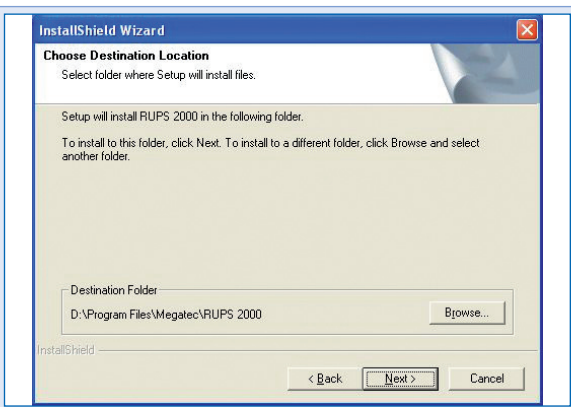 InstallShield Wizard
Choose Destination Location
Select folder where Setup will install files.
Setup will install RUPS 2000 in the following folder.
To install to this folder, click Next. To install to a different folder, click Browse and select
another folder.
Destination Folder
D:\Program Files\Megatec\RUPS 2000
Browse...
InstallShield
< Back
Next >
Cancel